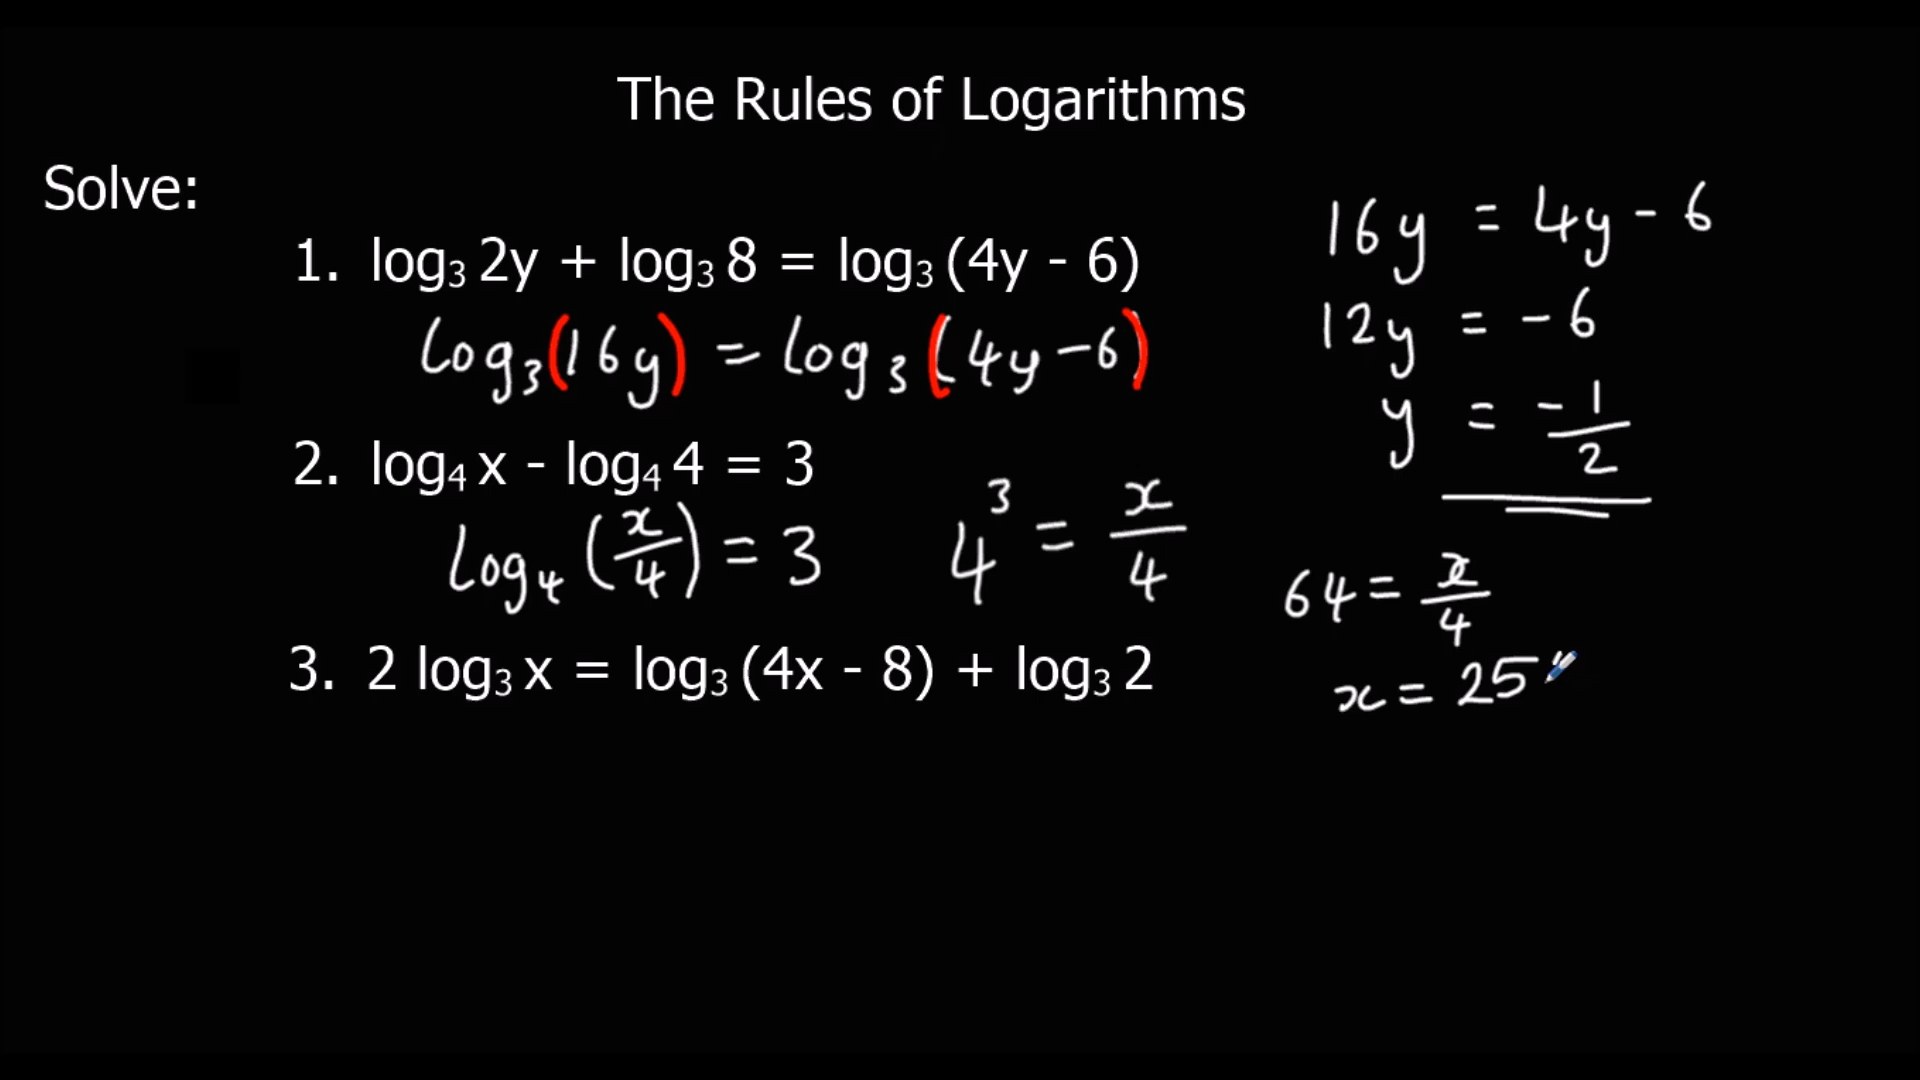 The Rules of Logarithms
Solve:
1. log₃ 2y + log₃ 8 = log₃ (4y - 6)
log₃(16y) = log₃(4y-6)
16y = 4y - 6
12y = -6
y = -1/2
2. log₄ x - log₄ 4 = 3
log₄ (x/4) = 3
4³ = x/4
64 = x/4
x = 25
3. 2 log₃ x = log₃ (4x - 8) + log₃ 2